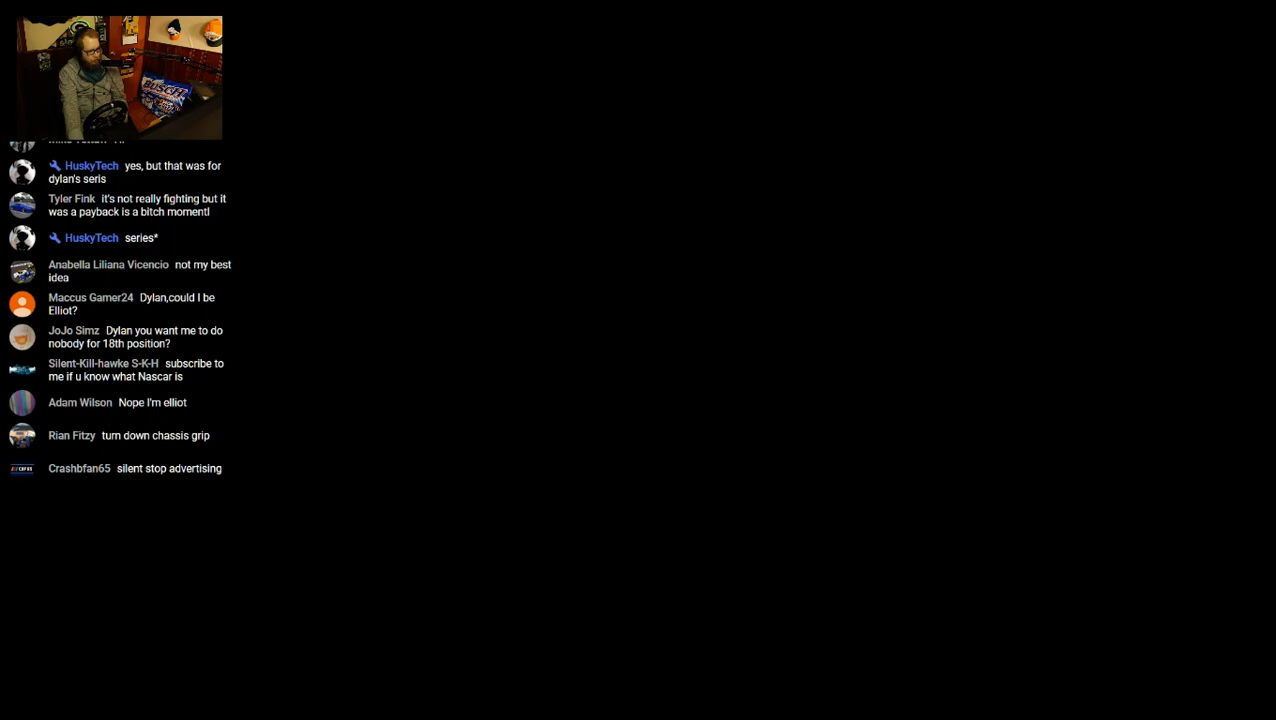 BUSCH
HuskyTech yes, but that was for
dylan's seris
Tyler Fink it's not really fighting but it
was a payback is a bitch moment!
HuskyTech series*
Anabella Liliana Vicencio not my best
idea
Maccus Gamer24 Dylan,could I be
Elliot?
JoJo Simz Dylan you want me to do
nobody for 18th position?
Silent-Kill-hawke S-K-H subscribe to
me if u know what Nascar is
Adam Wilson Nope I'm elliot
Rian Fitzy turn down chassis grip
Crashbfan65 silent stop advertising